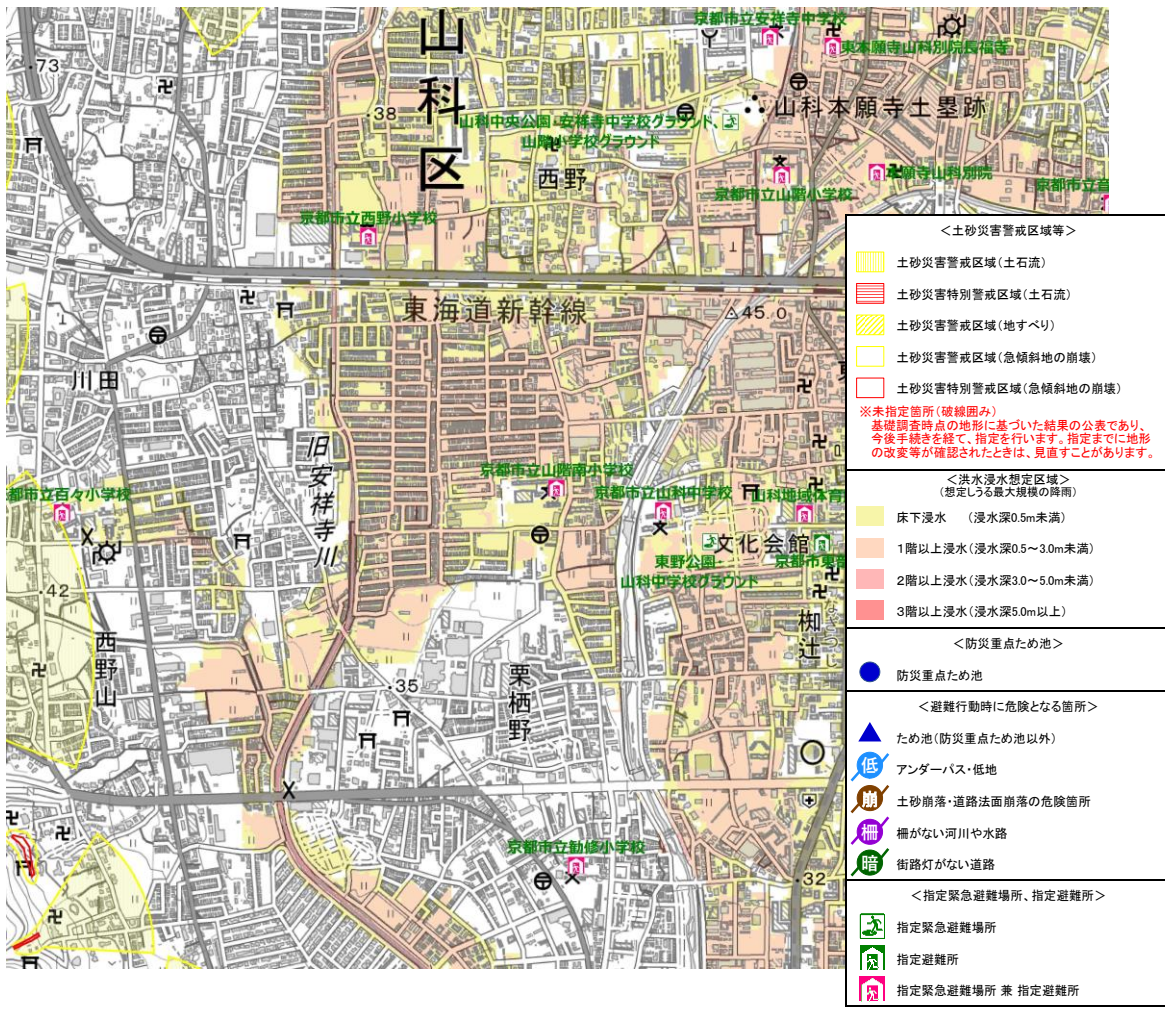 山科区
京都市立安祥寺中学校
東本願寺山科別院長福寺
・73
・38
山科本願寺土塁跡
山科中央公園・安祥寺中学校グラウンド、
山階小学校グラウンド
西野
京都市立山階小学校
本願寺山科別院
京都市立音
京都市立西野小学校
東海道新幹線
△45.0
川田
旧安祥寺川
京都市立山階南小学校
京都市立山科中学校
山科地域体育
都市立百々小学校
文化会館
東野公園・
山科中学校グラウンド
京都市東部
・42
西野山
椥辻
なぎつじ
・35
栗栖野
京都市立勧修小学校
・32
＜土砂災害警戒区域等＞
土砂災害警戒区域（土石流）
土砂災害特別警戒区域（土石流）
土砂災害警戒区域（地すべり）
土砂災害警戒区域（急傾斜地の崩壊）
土砂災害特別警戒区域（急傾斜地の崩壊）
※未指定箇所（破線囲み）
基礎調査時点の地形に基づいた結果の公表であり、
今後手続きを経て、指定を行います。指定までに地形
の改変等が確認されたときは、見直すことがあります。
＜洪水浸水想定区域＞
（想定しうる最大規模の降雨）
床下浸水　（浸水深0.5m未満）
1階以上浸水（浸水深0.5～3.0m未満）
2階以上浸水（浸水深3.0～5.0m未満）
3階以上浸水（浸水深5.0m以上）
＜防災重点ため池＞
防災重点ため池
＜避難行動時に危険となる箇所＞
ため池（防災重点ため池以外）
低 アンダーパス・低地
崩 土砂崩落・道路法面崩落の危険箇所
柵 柵がない河川や水路
暗 街路灯がない道路
＜指定緊急避難場所、指定避難所＞
指定緊急避難場所
指定避難所
指定緊急避難場所 兼 指定避難所